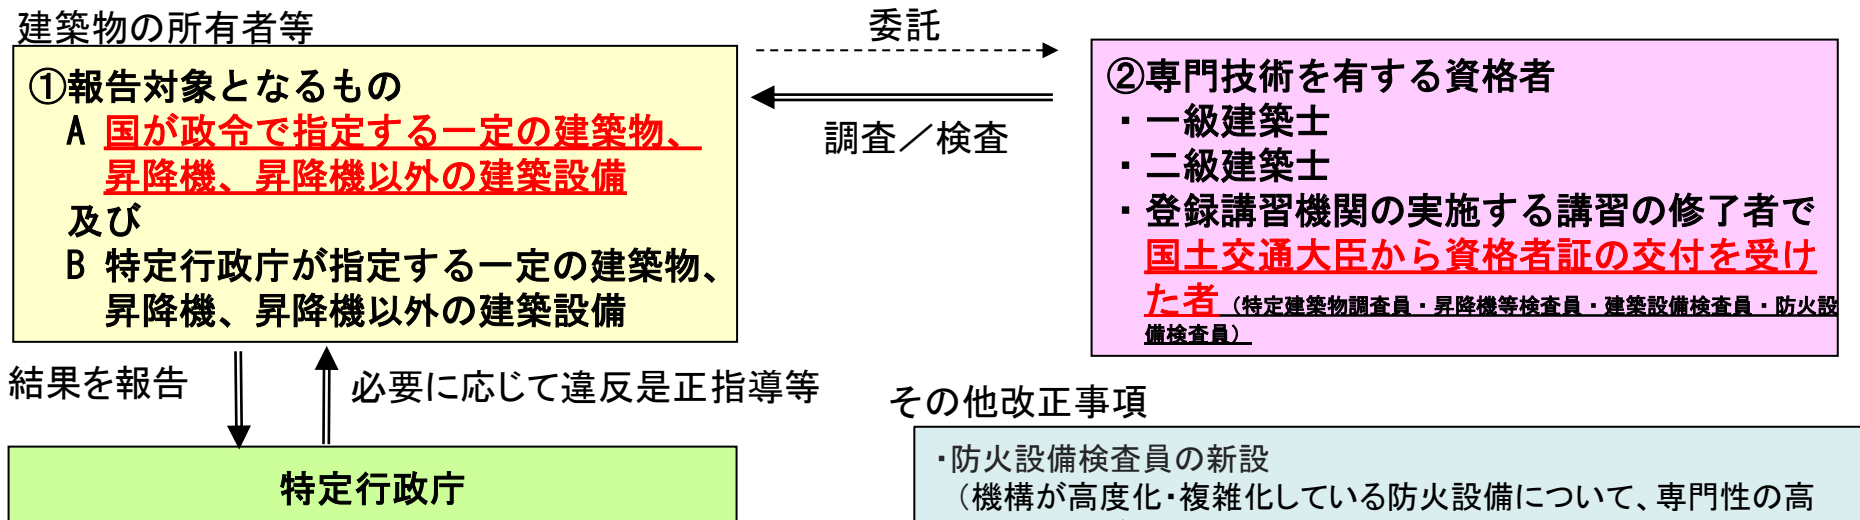 建築物の所有者等
①報告対象となるもの
A 国が政令で指定する一定の建築物、
昇降機、昇降機以外の建築設備
及び
B 特定行政庁が指定する一定の建築物、
昇降機、昇降機以外の建築設備
委託
調査／検査
②専門技術を有する資格者
・一級建築士
・二級建築士
・登録講習機関の実施する講習の修了者で
国土交通大臣から資格者証の交付を受け
た者（特定建築物調査員・昇降機等検査員・建築設備検査員・防火設
備検査員）
結果を報告
必要に応じて違反是正指導等
特定行政庁
その他改正事項
・防火設備検査員の新設
（機構が高度化・複雑化している防火設備について、専門性の高